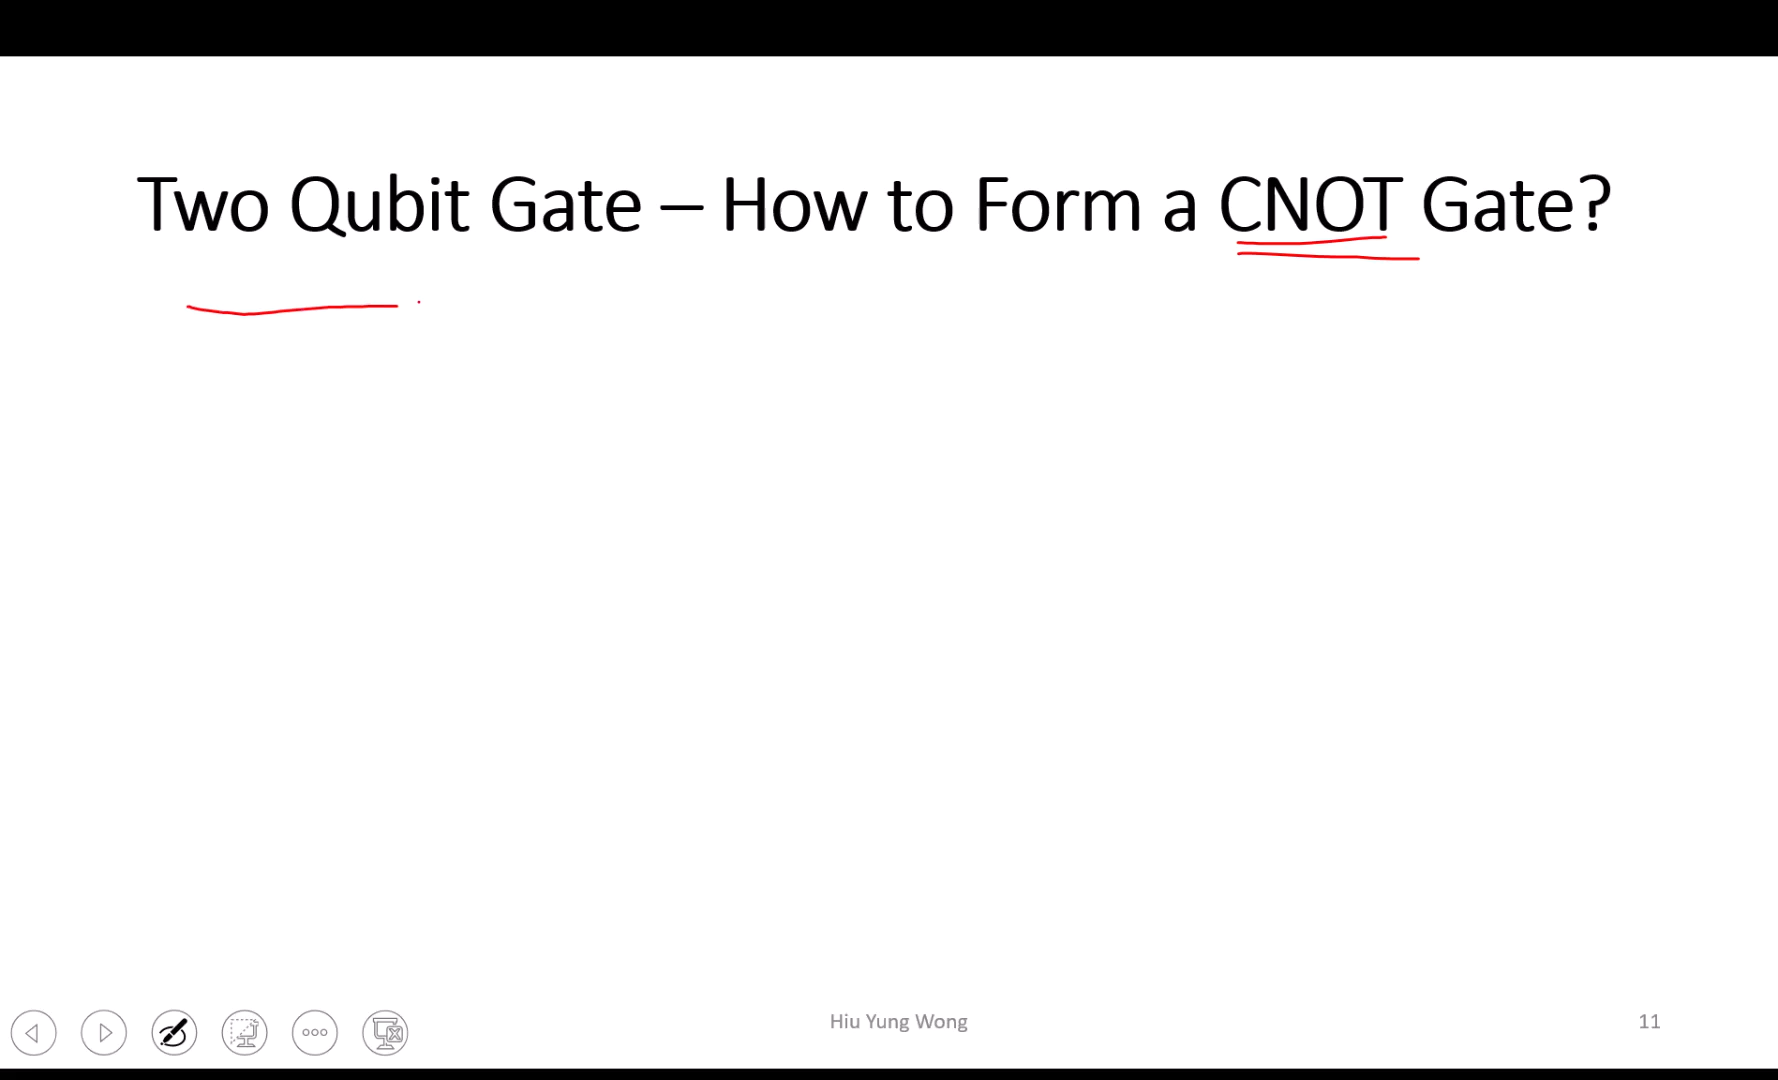 Two Qubit Gate – How to Form a CNOT Gate?
Hiu Yung Wong
11